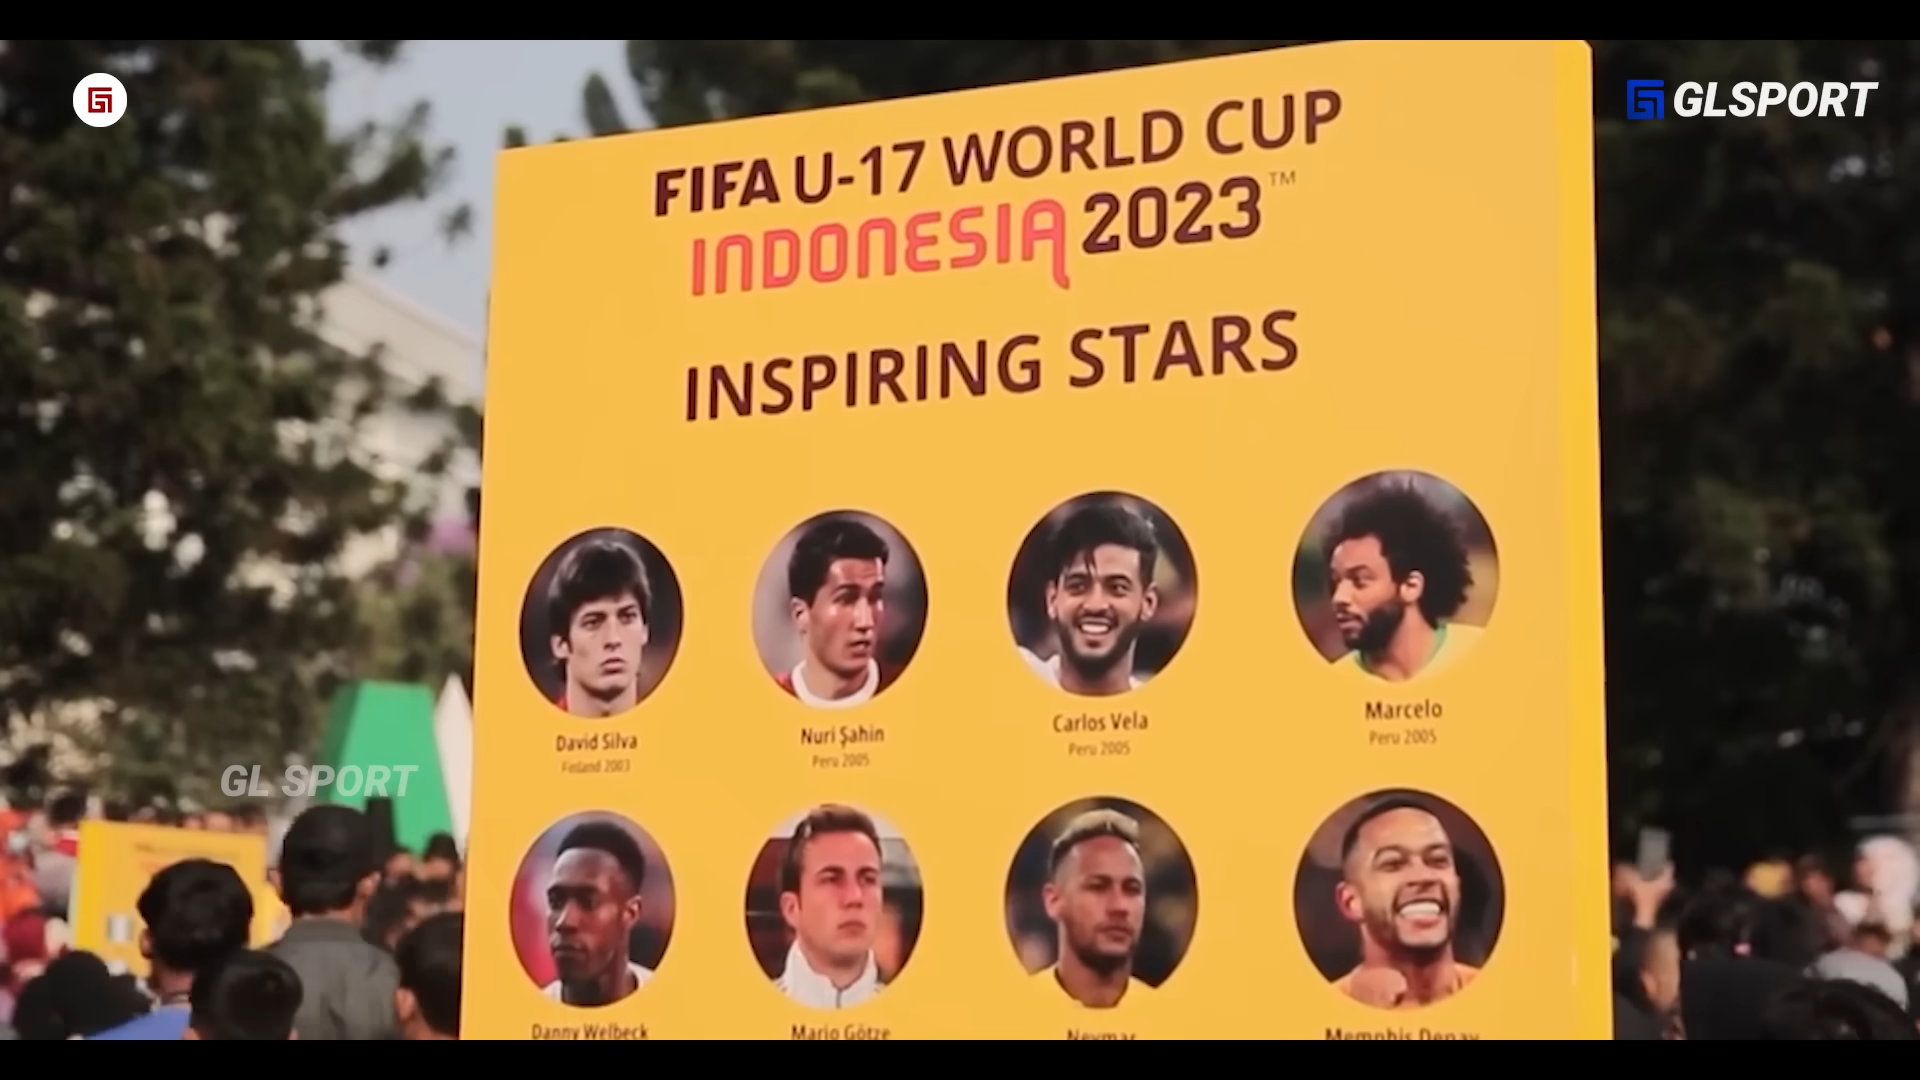 GLSPORT
FIFA U-17 WORLD CUP
INDONESIA 2023™
INSPIRING STARS
David Silva
Finland 2003
Nuri Şahin
Peru 2005
Carlos Vela
Peru 2005
Marcelo
Peru 2005
GL SPORT
Danny Welbeck
Mario Götze
Neymar
Memphis Depay